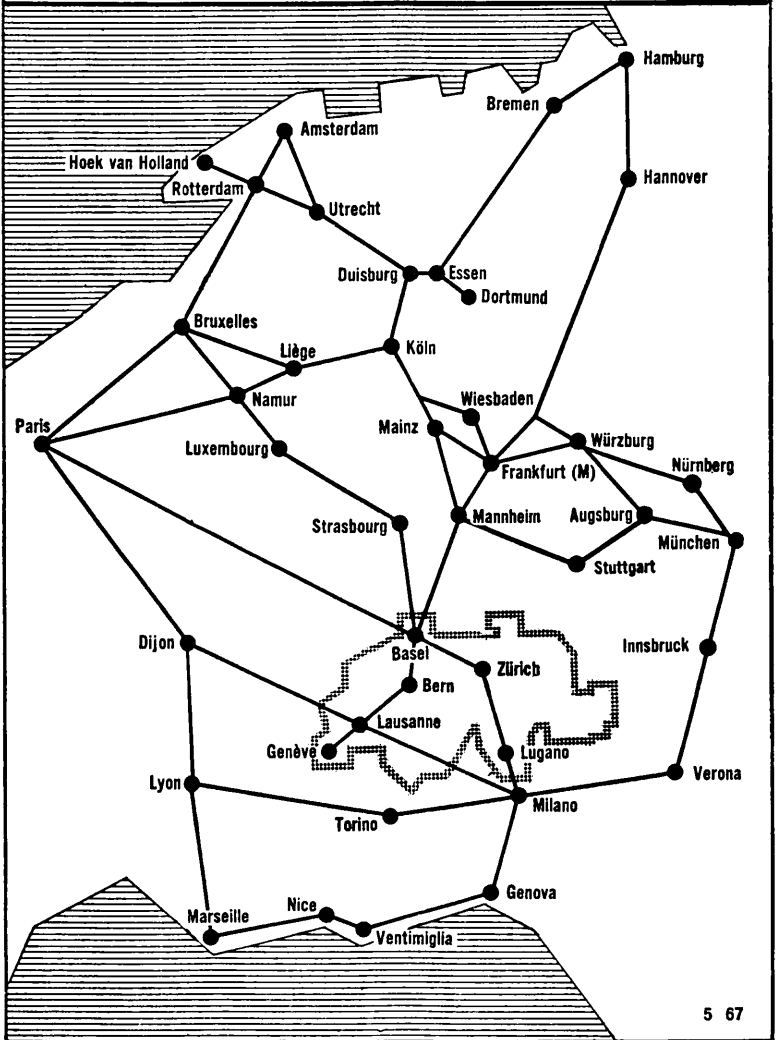 Hamburg
Bremen
Amsterdam
Hoek van Holland
Rotterdam
Hannover
Utrecht
Duisburg
Essen
Dortmund
Bruxelles
Liège
Köln
Namur
Wiesbaden
Paris
Mainz
Würzburg
Luxembourg
Frankfurt (M)
Nürnberg
Strasbourg
Mannheim
Augsburg
München
Stuttgart
Dijon
Basel
Innsbruck
Zürich
Bern
Lausanne
Genève
Lugano
Lyon
Verona
Milano
Torino
Genova
Nice
Marseille
Ventimiglia
5 67